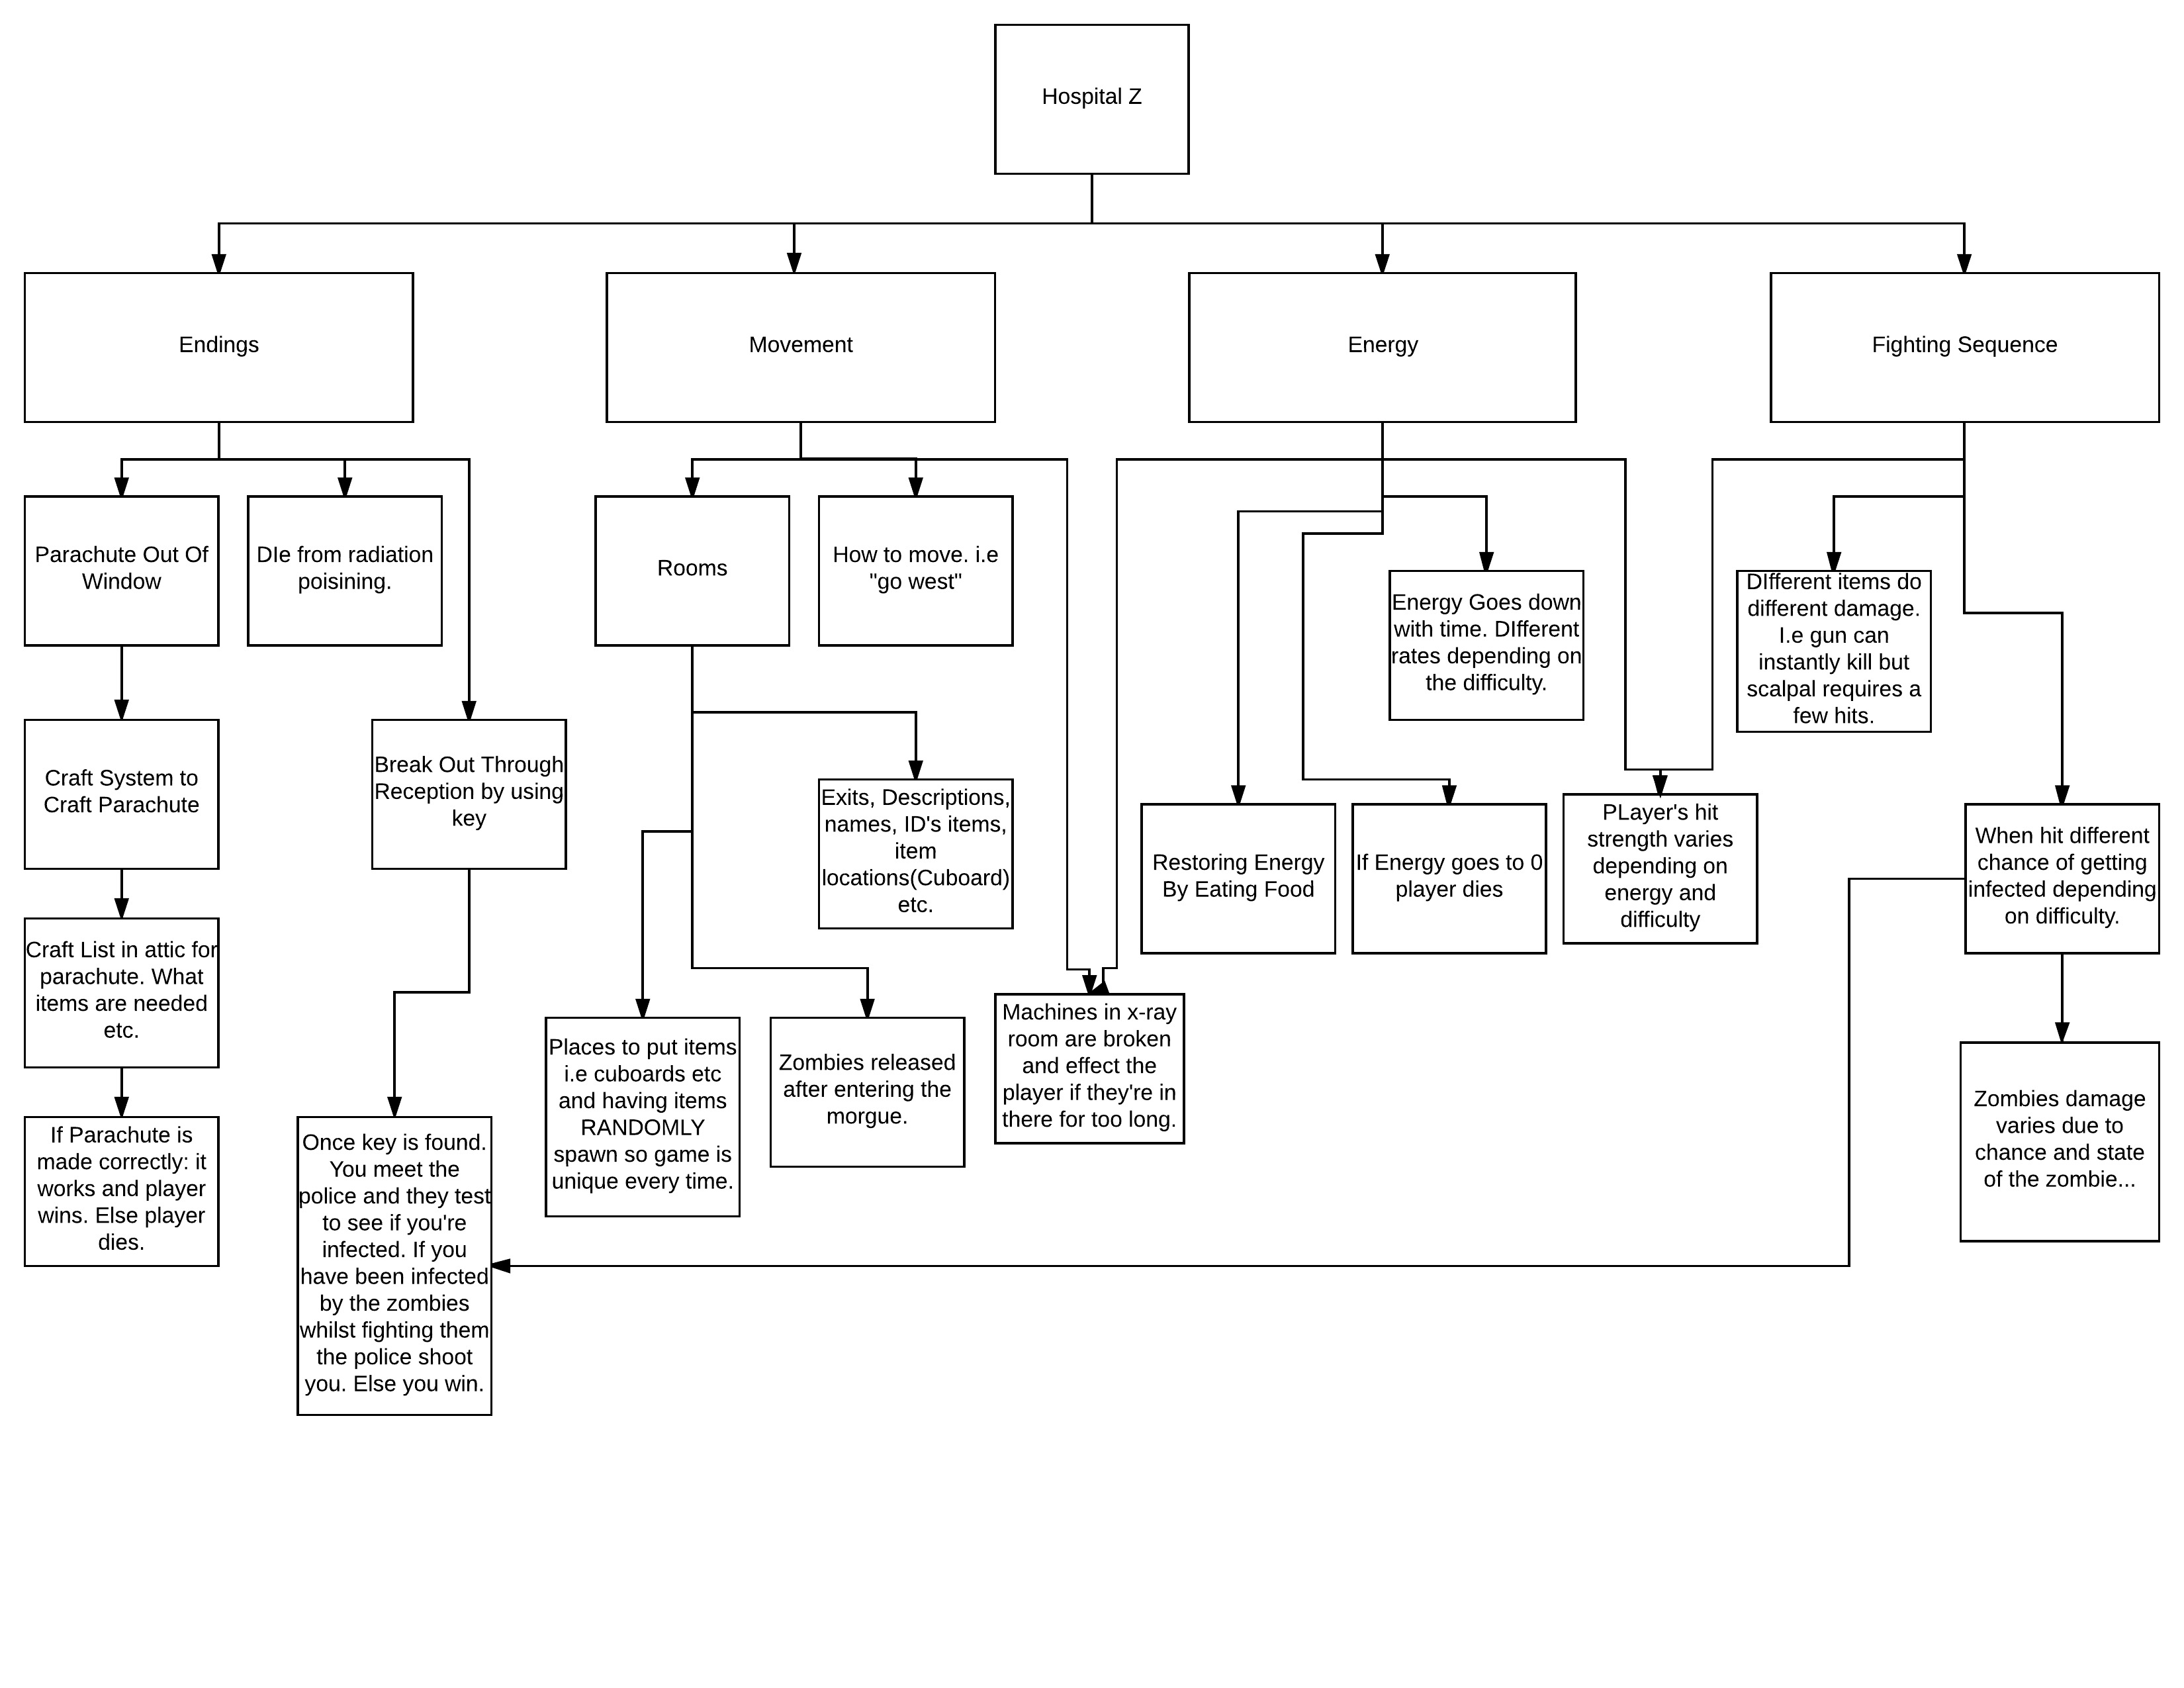 Hospital Z
Endings
Movement
Energy
Fighting Sequence
Parachute Out Of
Window
DIe from radiation
poisining.
Rooms
How to move. i.e
"go west"
Energy Goes down
with time. DIfferent
rates depending on
the difficulty.
DIfferent items do
different damage.
I.e gun can
instantly kill but
scalpal requires a
few hits.
Craft System to
Craft Parachute
Break Out Through
Reception by using
key
Exits, Descriptions,
names, ID's items,
item
locations(Cuboard)
etc.
Restoring Energy
By Eating Food
If Energy goes to 0
player dies
PLayer's hit
strength varies
depending on
energy and
difficulty
When hit different
chance of getting
infected depending
on difficulty.
Craft List in attic for
parachute. What
items are needed
etc.
Places to put items
i.e cuboards etc
and having items
RANDOMLY
spawn so game is
unique every time.
Zombies released
after entering the
morgue.
Machines in x-ray
room are broken
and effect the
player if they're in
there for too long.
Zombies damage
varies due to
chance and state
of the zombie...
If Parachute is
made correctly: it
works and player
wins. Else player
dies.
Once key is found.
You meet the
police and they test
to see if you're
infected. If you
have been infected
by the zombies
whilst fighting them
the police shoot
you. Else you win.